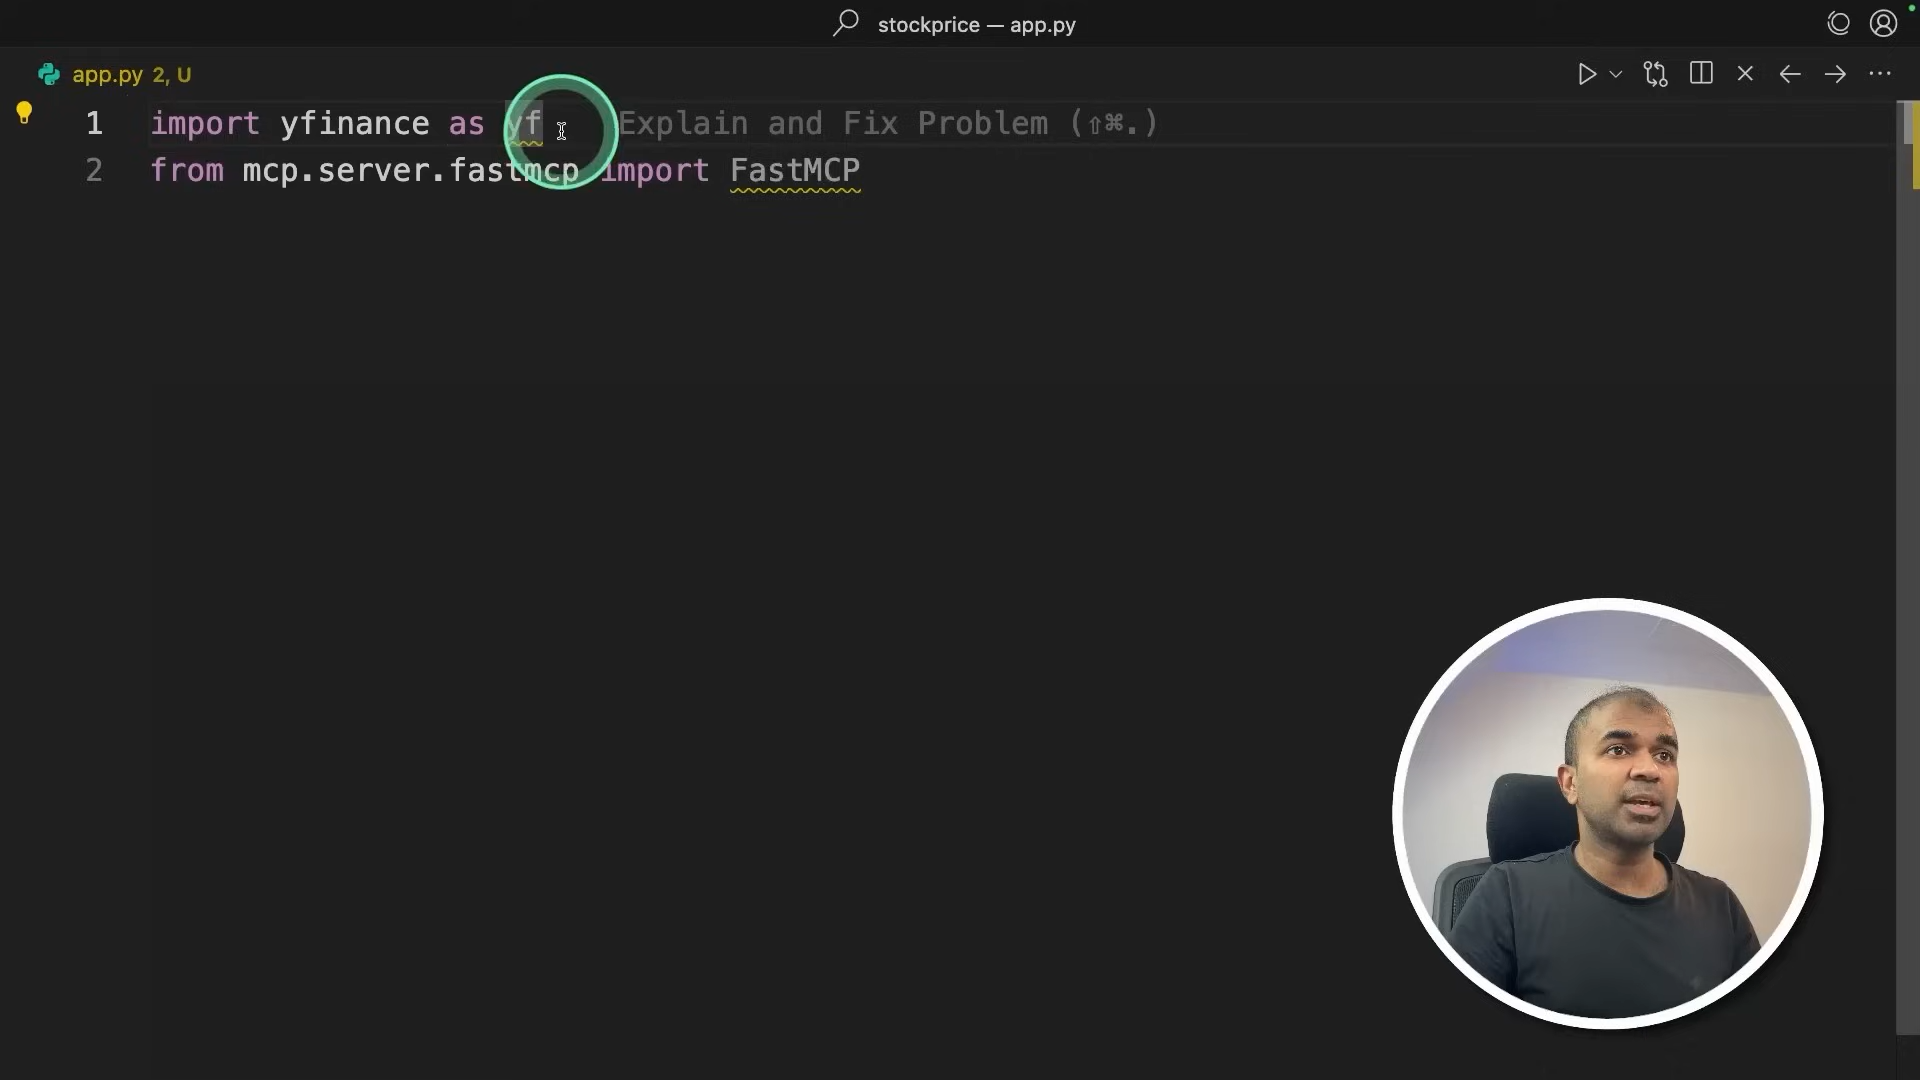 stockprice — app.py
app.py 2, U
1 import yfinance as yf Explain and Fix Problem (⇧⌘.)
2 from mcp.server.fastmcp import FastMCP